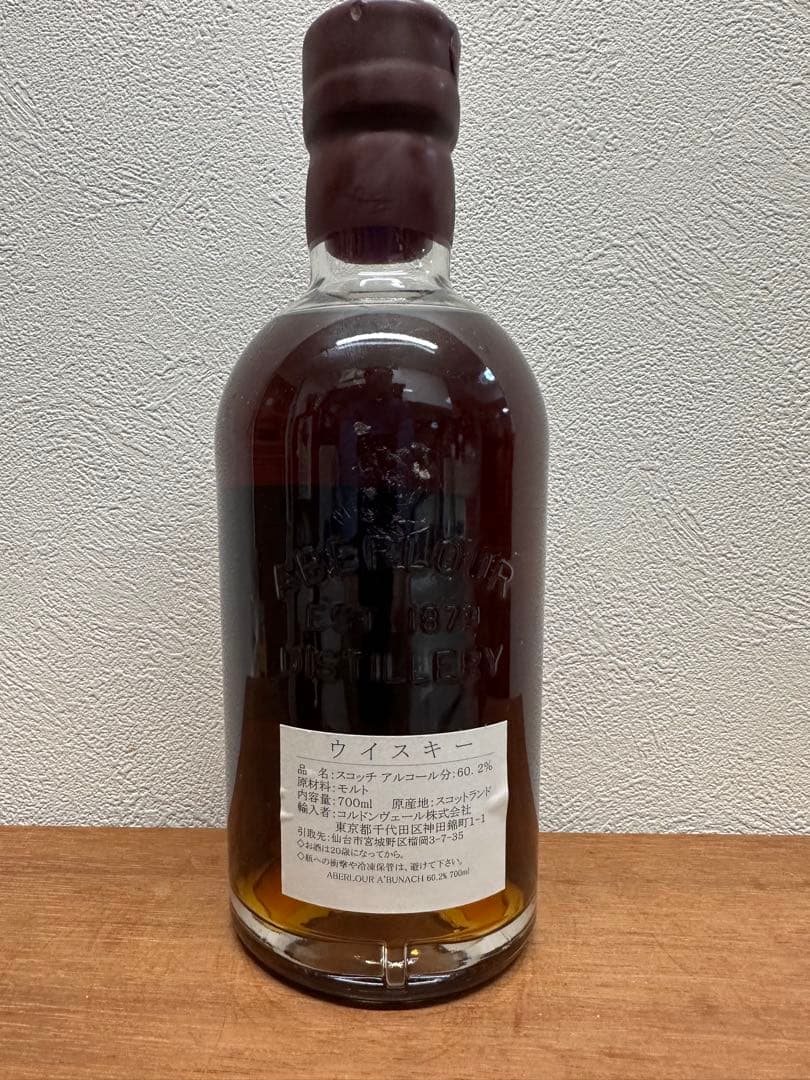 ABERLOUR
EST 1879
DISTILLERY
ウイスキー
品 名:スコッチ アルコール分:60.2%
原材料:モルト
内容量:700ml 原産地:スコットランド
輸入者:コルドンヴェール株式会社
東京都千代田区神田錦町1-1
引取先:仙台市宮城野区榴岡3-7-35
◇お酒は20歳になってから。
◇瓶への衝撃や冷凍保管は、避けて下さい。
ABERLOUR A'BUNACH 60.2% 700ml